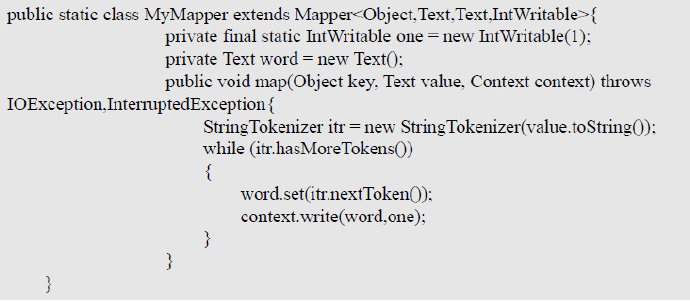 public static class MyMapper extends Mapper<Object,Text,Text,IntWritable>{
private final static IntWritable one = new IntWritable(1);
private Text word = new Text();
public void map(Object key, Text value, Context context) throws
IOException,InterruptedException{
StringTokenizer itr = new StringTokenizer(value.toString());
while (itr.hasMoreTokens())
{
word.set(itr.nextToken());
context.write(word,one);
}
}
}